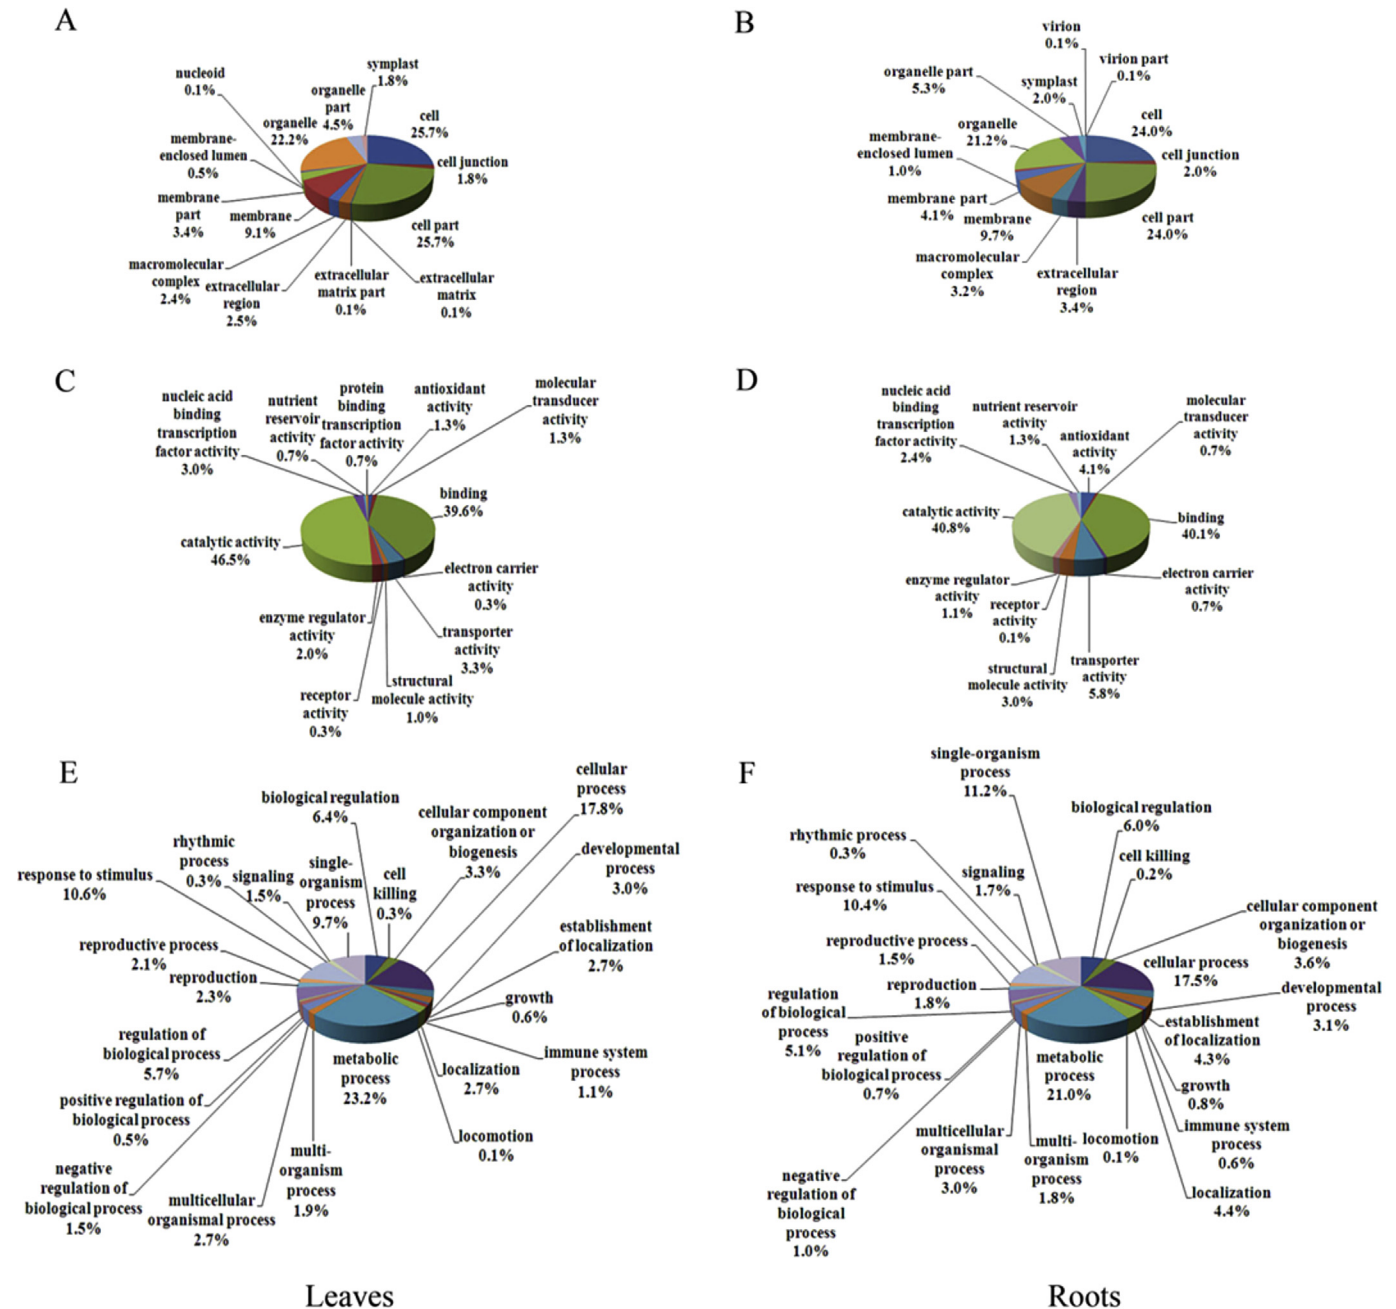 A
nucleoid
0.1%
symplast
1.8%
organelle
part
4.5%
organelle
22.2%
cell
25.7%
membrane-
enclosed lumen
0.5%
cell junction
1.8%
membrane
part
3.4%
membrane
9.1%
cell part
25.7%
macromolecular
complex
2.4%
extracellular
region
2.5%
extracellular
matrix part
0.1%
extracellular
matrix
0.1%
B
virion
0.1%
virion part
0.1%
organelle part
5.3%
symplast
2.0%
organelle
21.2%
cell
24.0%
membrane-
enclosed lumen
1.0%
cell junction
2.0%
membrane part
4.1%
membrane
9.7%
cell part
24.0%
macromolecular
complex
3.2%
extracellular
region
3.4%
C
nucleic acid
binding
transcription
factor activity
3.0%
nutrient
reservoir
activity
0.7%
protein
binding
transcription
factor activity
0.7%
antioxidant
activity
1.3%
molecular
transducer
activity
1.3%
binding
39.6%
catalytic activity
46.5%
electron carrier
activity
0.3%
enzyme regulator
activity
2.0%
transporter
activity
3.3%
receptor
activity
0.3%
structural
molecule activity
1.0%
D
nucleic acid
binding
transcription
factor activity
2.4%
nutrient reservoir
activity
1.3%
antioxidant
activity
4.1%
molecular
transducer
activity
0.7%
catalytic activity
40.8%
binding
40.1%
enzyme regulator
activity
1.1%
receptor
activity
0.1%
electron carrier
activity
0.7%
structural
molecule activity
3.0%
transporter
activity
5.8%
E
biological regulation
6.4%
cellular
process
17.8%
cellular component
organization or
biogenesis
3.3%
rhythmic
process
0.3%
signaling
1.5%
single-
organism
process
9.7%
cell
killing
0.3%
developmental
process
3.0%
response to stimulus
10.6%
establishment
of localization
2.7%
reproductive process
2.1%
reproduction
2.3%
growth
0.6%
regulation of
biological process
5.7%
metabolic
process
23.2%
localization
2.7%
immune system
process
1.1%
positive regulation of
biological process
0.5%
locomotion
0.1%
negative
regulation of
biological process
1.5%
multicellular
organismal process
2.7%
multi-
organism
process
1.9%
F
single-organism
process
11.2%
biological regulation
6.0%
rhythmic process
0.3%
signaling
1.7%
cell killing
0.2%
response to stimulus
10.4%
cellular component
organization or
biogenesis
3.6%
reproductive process
1.5%
cellular process
17.5%
reproduction
1.8%
developmental
process
3.1%
regulation
of biological
process
5.1%
establishment
of localization
4.3%
positive
regulation of
biological process
0.7%
metabolic
process
21.0%
growth
0.8%
immune system
process
0.6%
multicellular
organismal
process
3.0%
multi-
organism
process
1.8%
locomotion
0.1%
localization
4.4%
negative
regulation of
biological
process
1.0%
Leaves
Roots